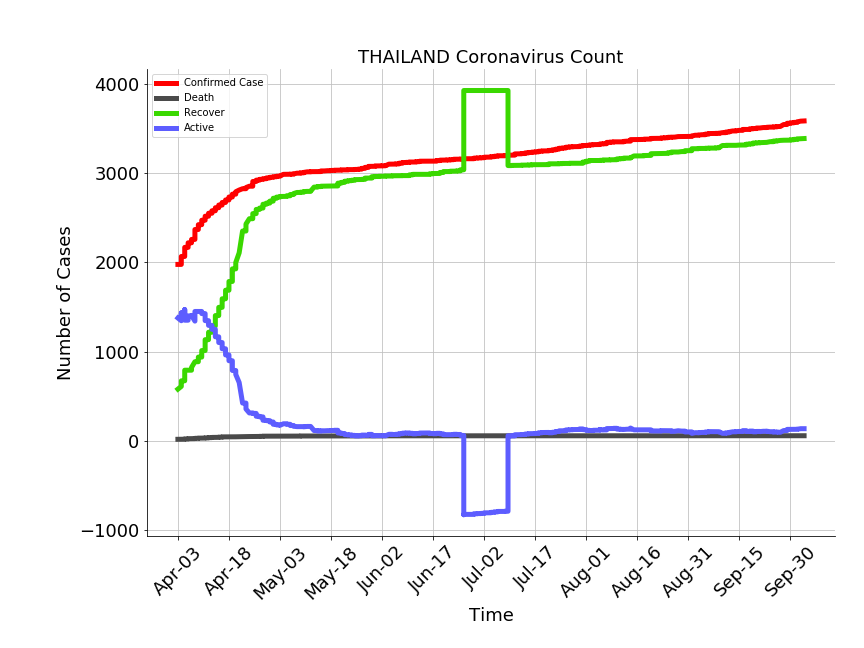 THAILAND Coronavirus Count
Confirmed Case
Death
Recover
Active
4000
3000
2000
1000
0
−1000
Number of Cases
Apr-03
Apr-18
May-03
May-18
Jun-02
Jun-17
Jul-02
Jul-17
Aug-01
Aug-16
Aug-31
Sep-15
Sep-30
Time